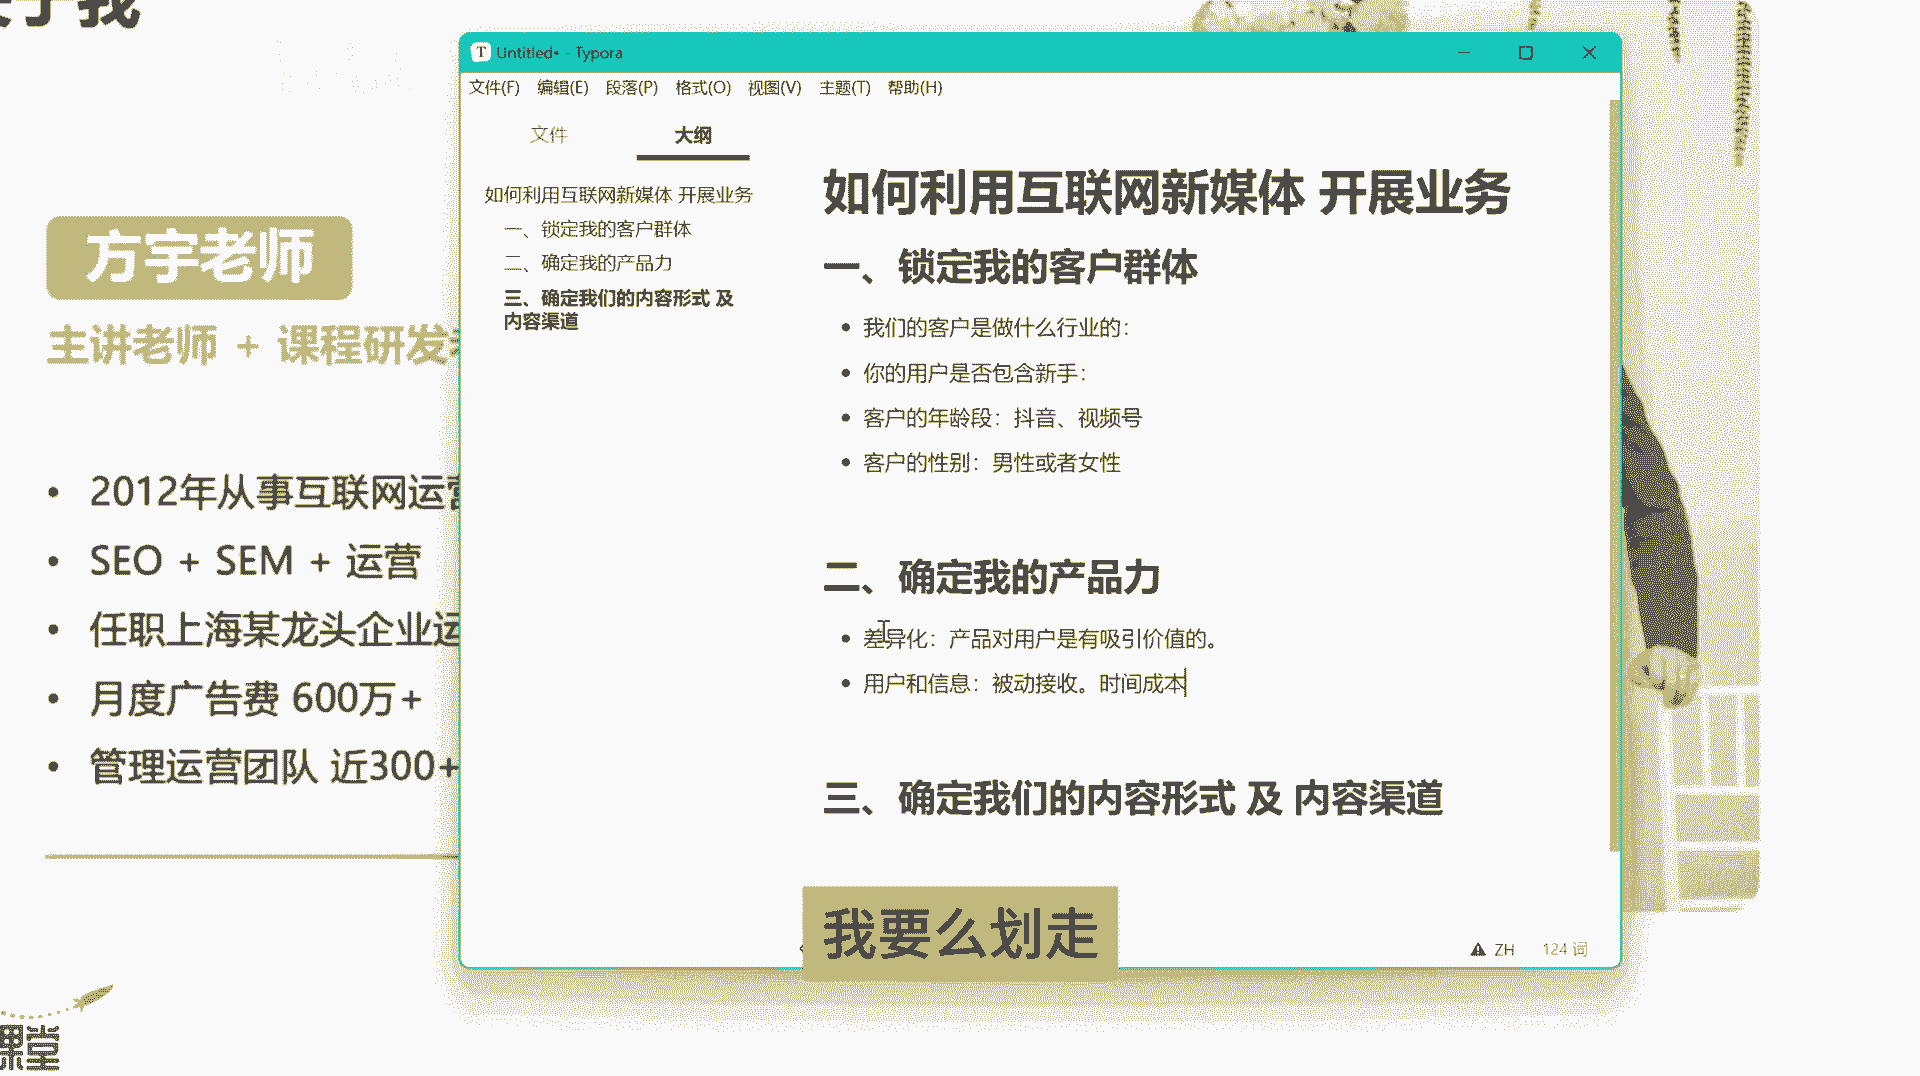 我
方宇老师
主讲老师 + 课程研发
2012年从事互联网运营
SEO + SEM + 运营
任职上海某龙头企业运
月度广告费 600万+
管理运营团队 近300+
课堂
Untitled• - Typora
文件(F) 编辑(E) 段落(P) 格式(O) 视图(V) 主题(T) 帮助(H)
文件 大纲
如何利用互联网新媒体 开展业务
一、锁定我的客户群体
二、确定我的产品力
三、确定我们的内容形式 及
内容渠道
如何利用互联网新媒体 开展业务
一、锁定我的客户群体
我们的客户是做什么行业的：
你的用户是否包含新手：
客户的年龄段：抖音、视频号
客户的性别：男性或者女性
二、确定我的产品力
差异化：产品对用户是有吸引价值的。
用户和信息：被动接收。时间成本
三、确定我们的内容形式 及 内容渠道
我要么划走
ZH 124 词